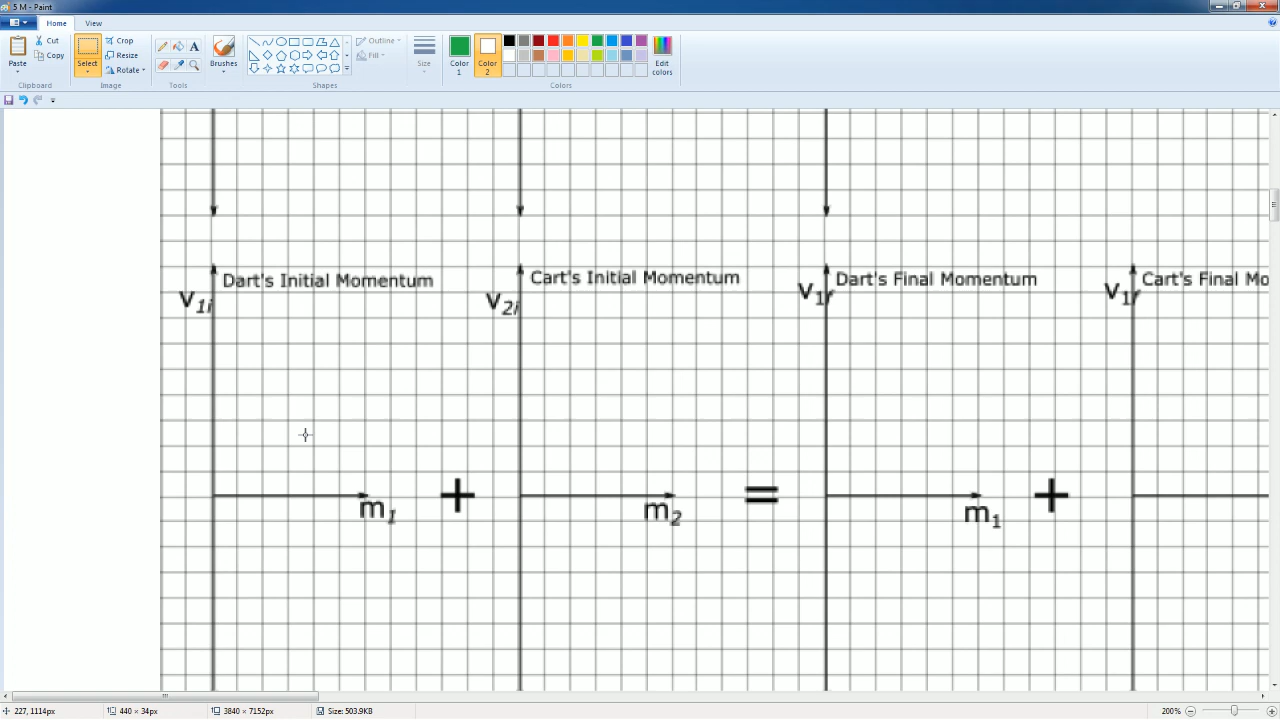 5 M - Paint
Home View
Paste
Cut
Copy
Clipboard
Select
Crop
Resize
Rotate
Image
A
Tools
Brushes
Outline
Fill
Shapes
Size
Color 1
Color 2
Edit colors
Colors
Dart's Initial Momentum
Cart's Initial Momentum
Dart's Final Momentum
Cart's Final Mo
v1i
v2i
v1f
v1f
m1
+
m2
=
m1
+
227, 1114px
440 × 34px
3840 × 7152px
Size: 503.9KB
200%